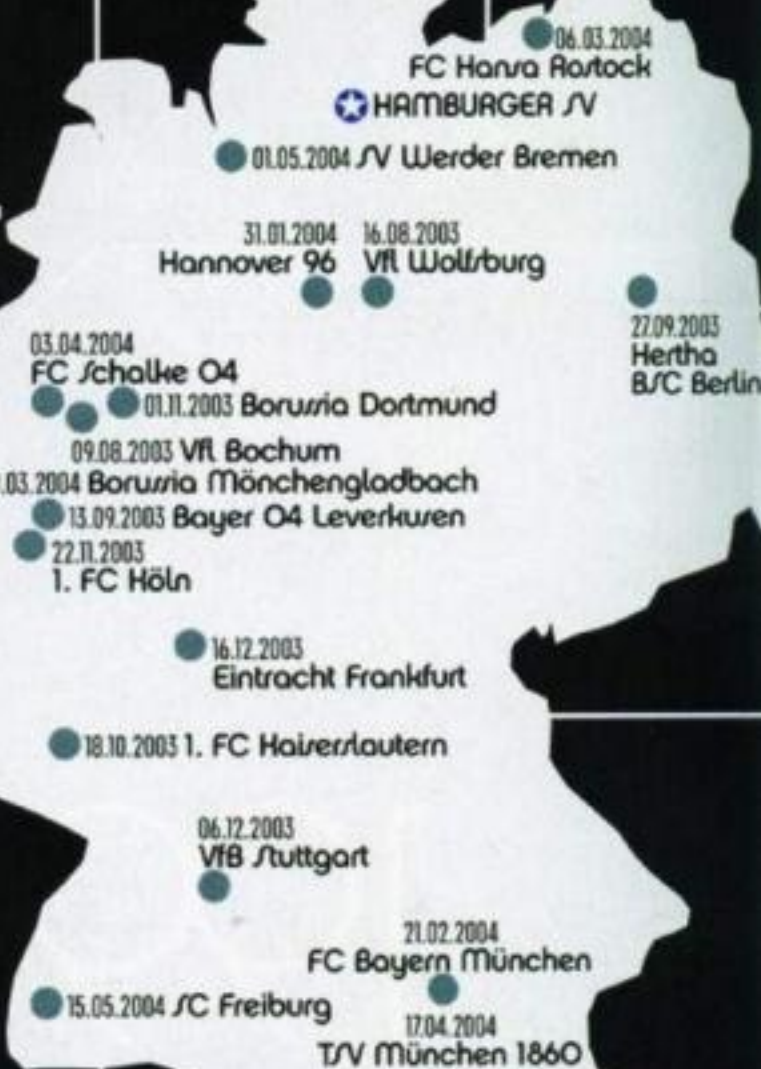 06.03.2004
FC Hansa Rostock
HAMBURGER SV
01.05.2004 SV Werder Bremen
31.01.2004
Hannover 96
16.08.2003
VfL Wolfsburg
27.09.2003
Hertha
BSC Berlin
03.04.2004
FC Schalke 04
01.11.2003 Borussia Dortmund
09.08.2003 VfL Bochum
.03.2004 Borussia Mönchengladbach
13.09.2003 Bayer 04 Leverkusen
22.11.2003
1. FC Köln
16.12.2003
Eintracht Frankfurt
18.10.2003 1. FC Kaiserslautern
06.12.2003
VfB Stuttgart
21.02.2004
FC Bayern München
15.05.2004 SC Freiburg
17.04.2004
TSV München 1860